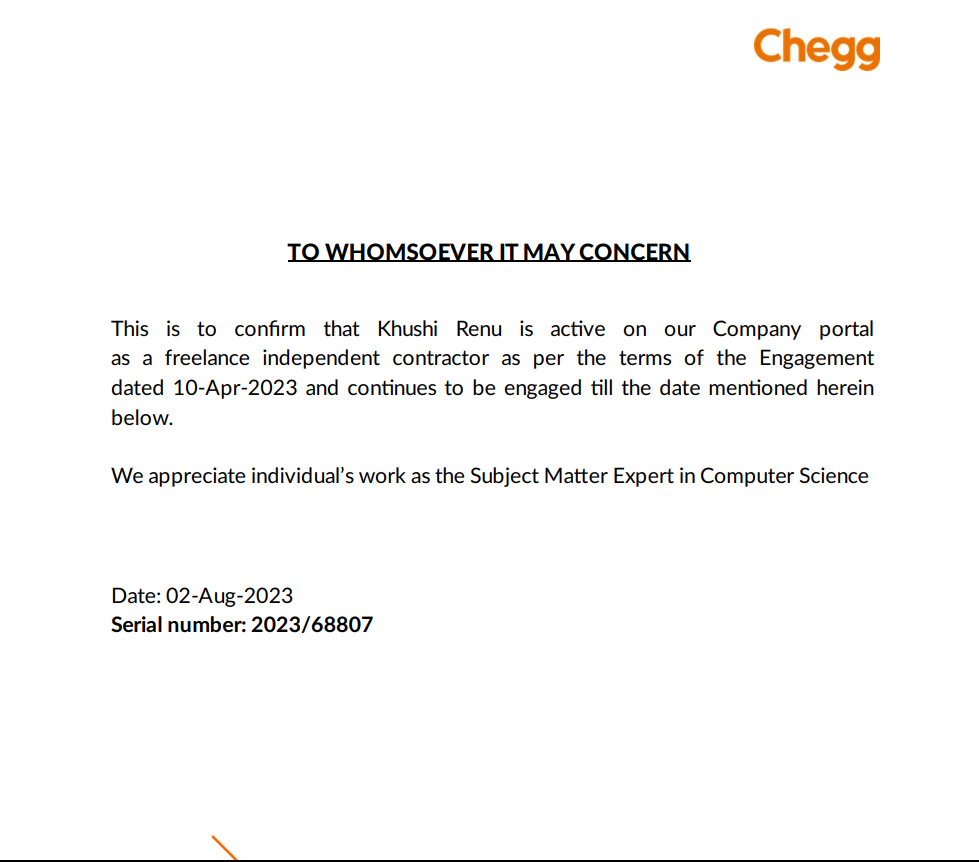 Chegg
TO WHOMSOEVER IT MAY CONCERN
This is to confirm that Khushi Renu is active on our Company portal
as a freelance independent contractor as per the terms of the Engagement
dated 10-Apr-2023 and continues to be engaged till the date mentioned herein
below.
We appreciate individual’s work as the Subject Matter Expert in Computer Science
Date: 02-Aug-2023
Serial number: 2023/68807